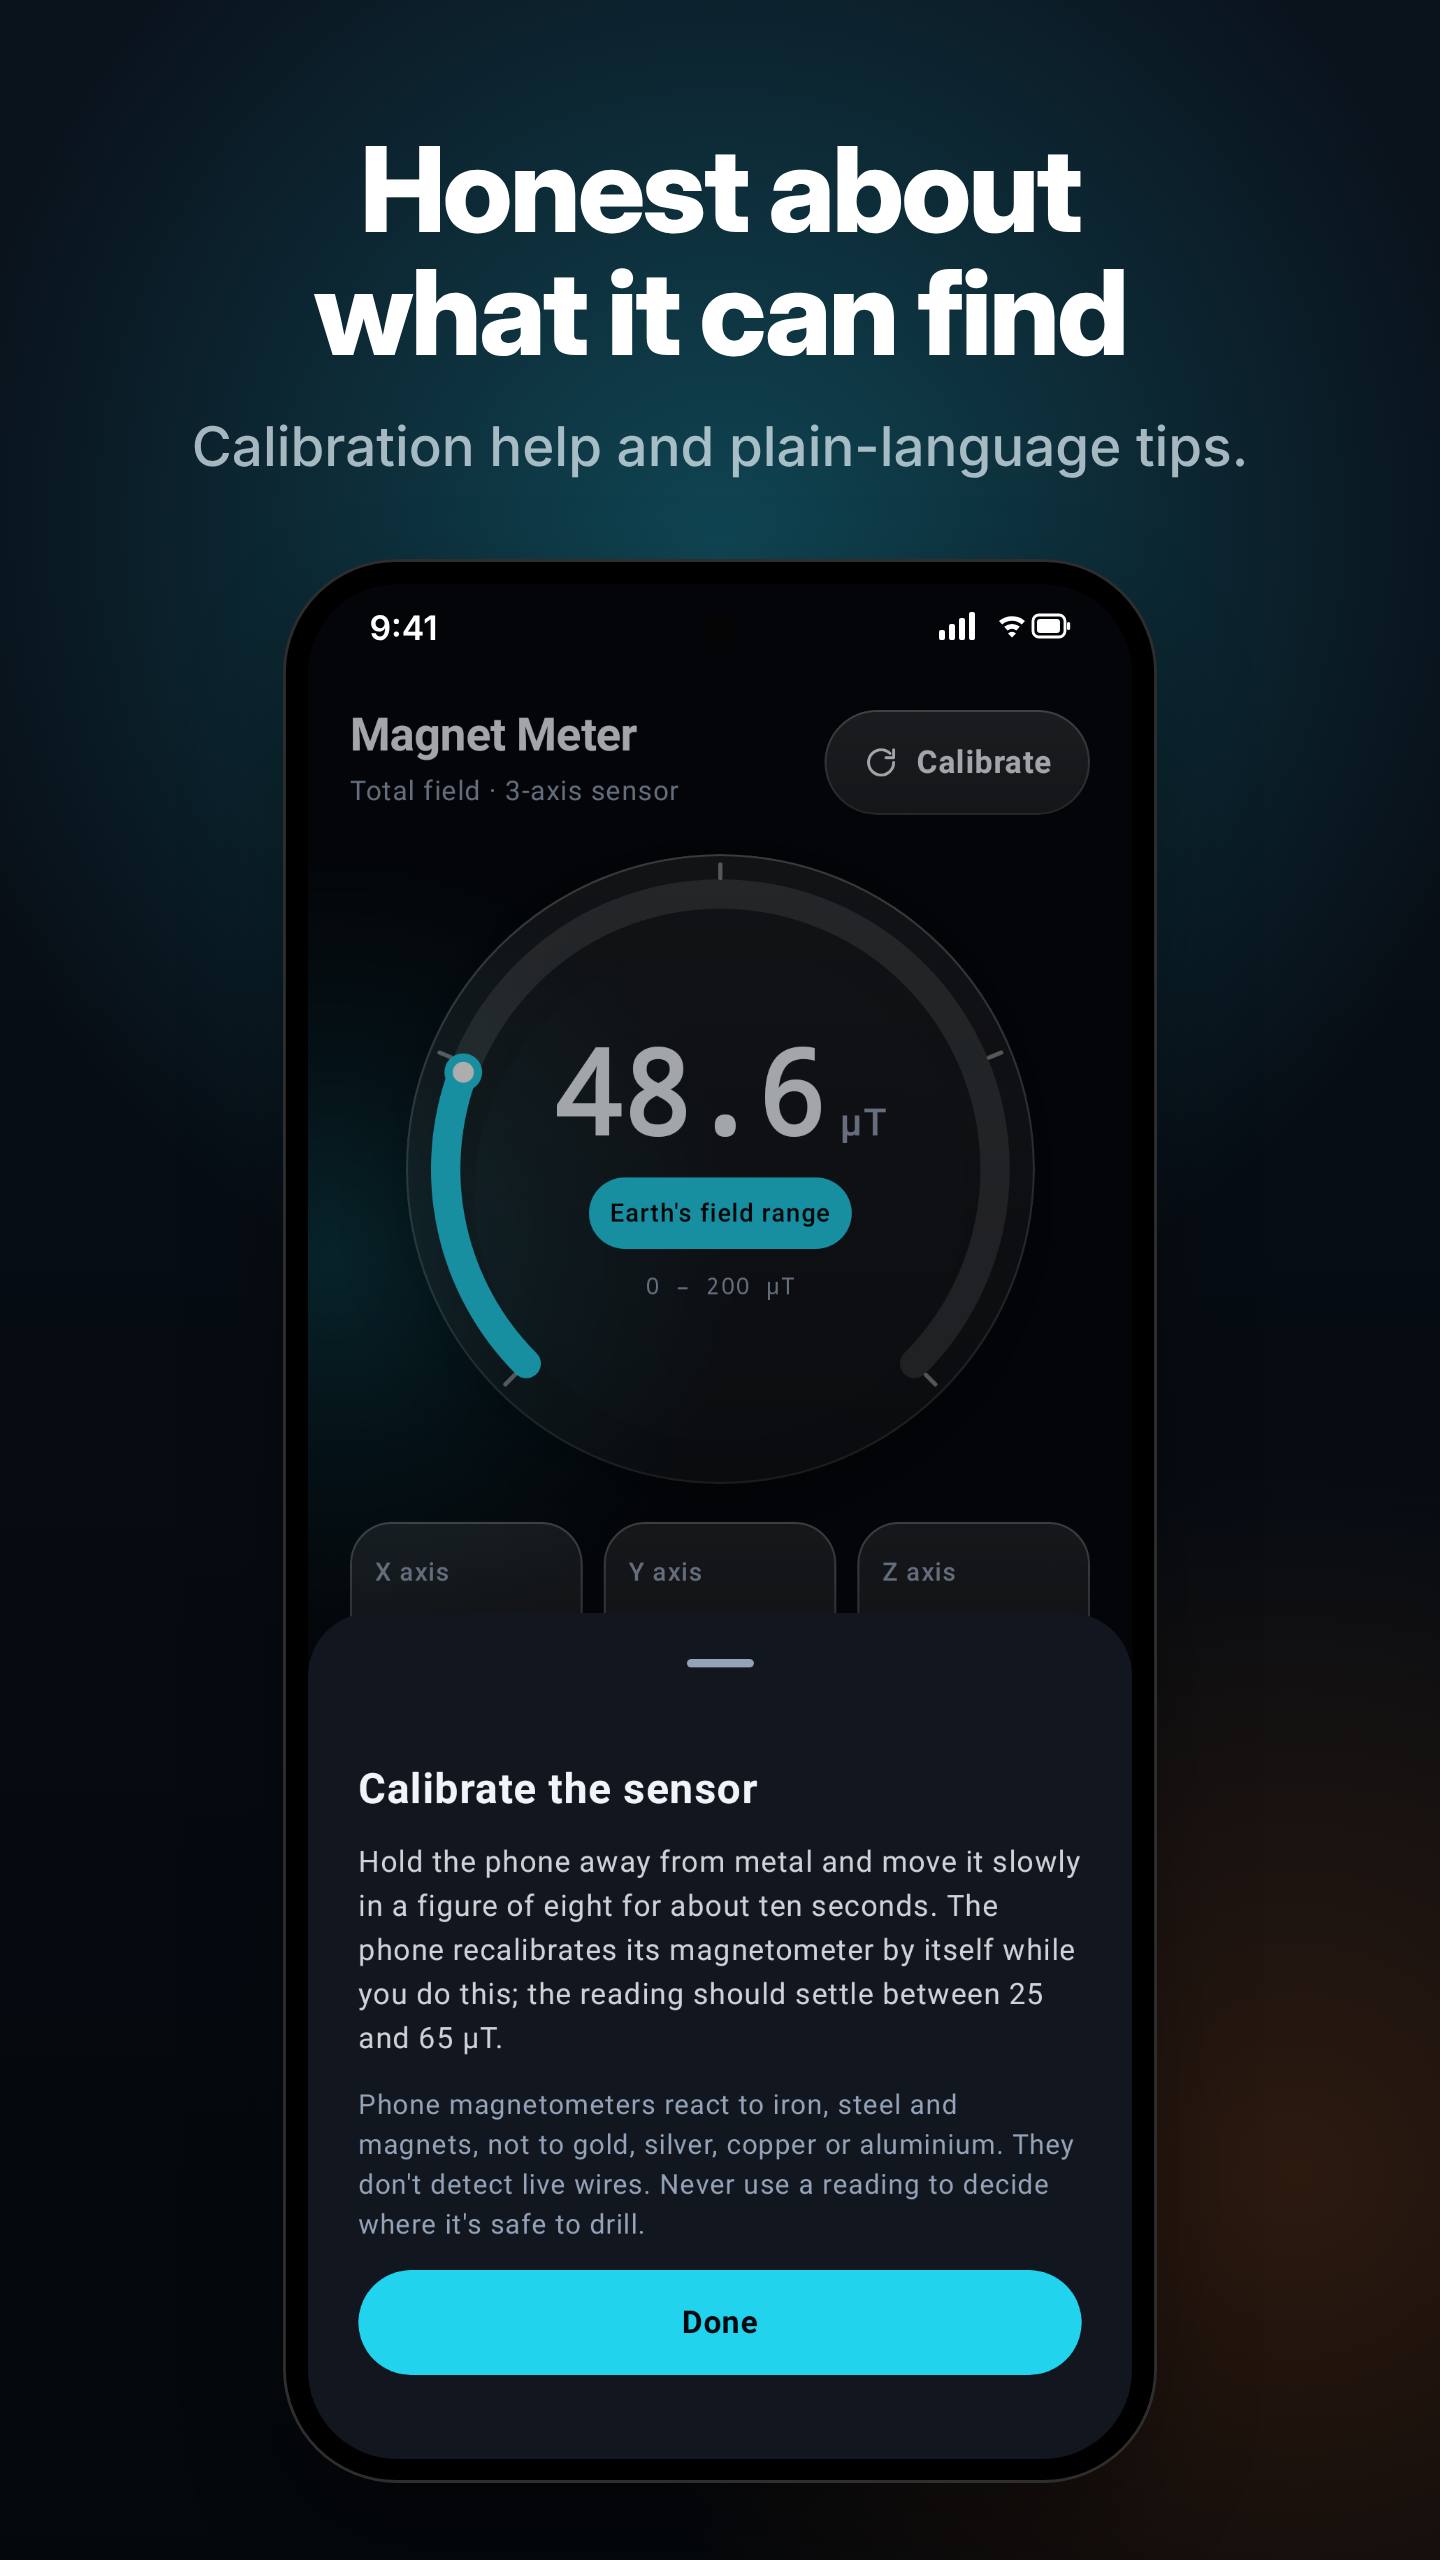 Honest about
what it can find
Calibration help and plain-language tips.
9:41
Magnet Meter
Total field · 3-axis sensor
Calibrate
48.6 µT
Earth's field range
0 – 200 µT
X axis
Y axis
Z axis
Calibrate the sensor
Hold the phone away from metal and move it slowly
in a figure of eight for about ten seconds. The
phone recalibrates its magnetometer by itself while
you do this; the reading should settle between 25
and 65 µT.
Phone magnetometers react to iron, steel and
magnets, not to gold, silver, copper or aluminium. They
don't detect live wires. Never use a reading to decide
where it's safe to drill.
Done